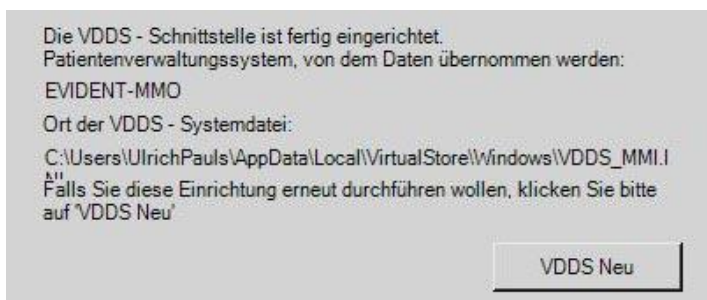 Die VDDS - Schnittstelle ist fertig eingerichtet.
Patientenverwaltungssystem, von dem Daten übernommen werden:
EVIDENT-MMO
Ort der VDDS - Systemdatei:
C:\Users\UlrichPauls\AppData\Local\VirtualStore\Windows\VDDS_MMI.I
Falls Sie diese Einrichtung erneut durchführen wollen, klicken Sie bitte
auf 'VDDS Neu'
VDDS Neu